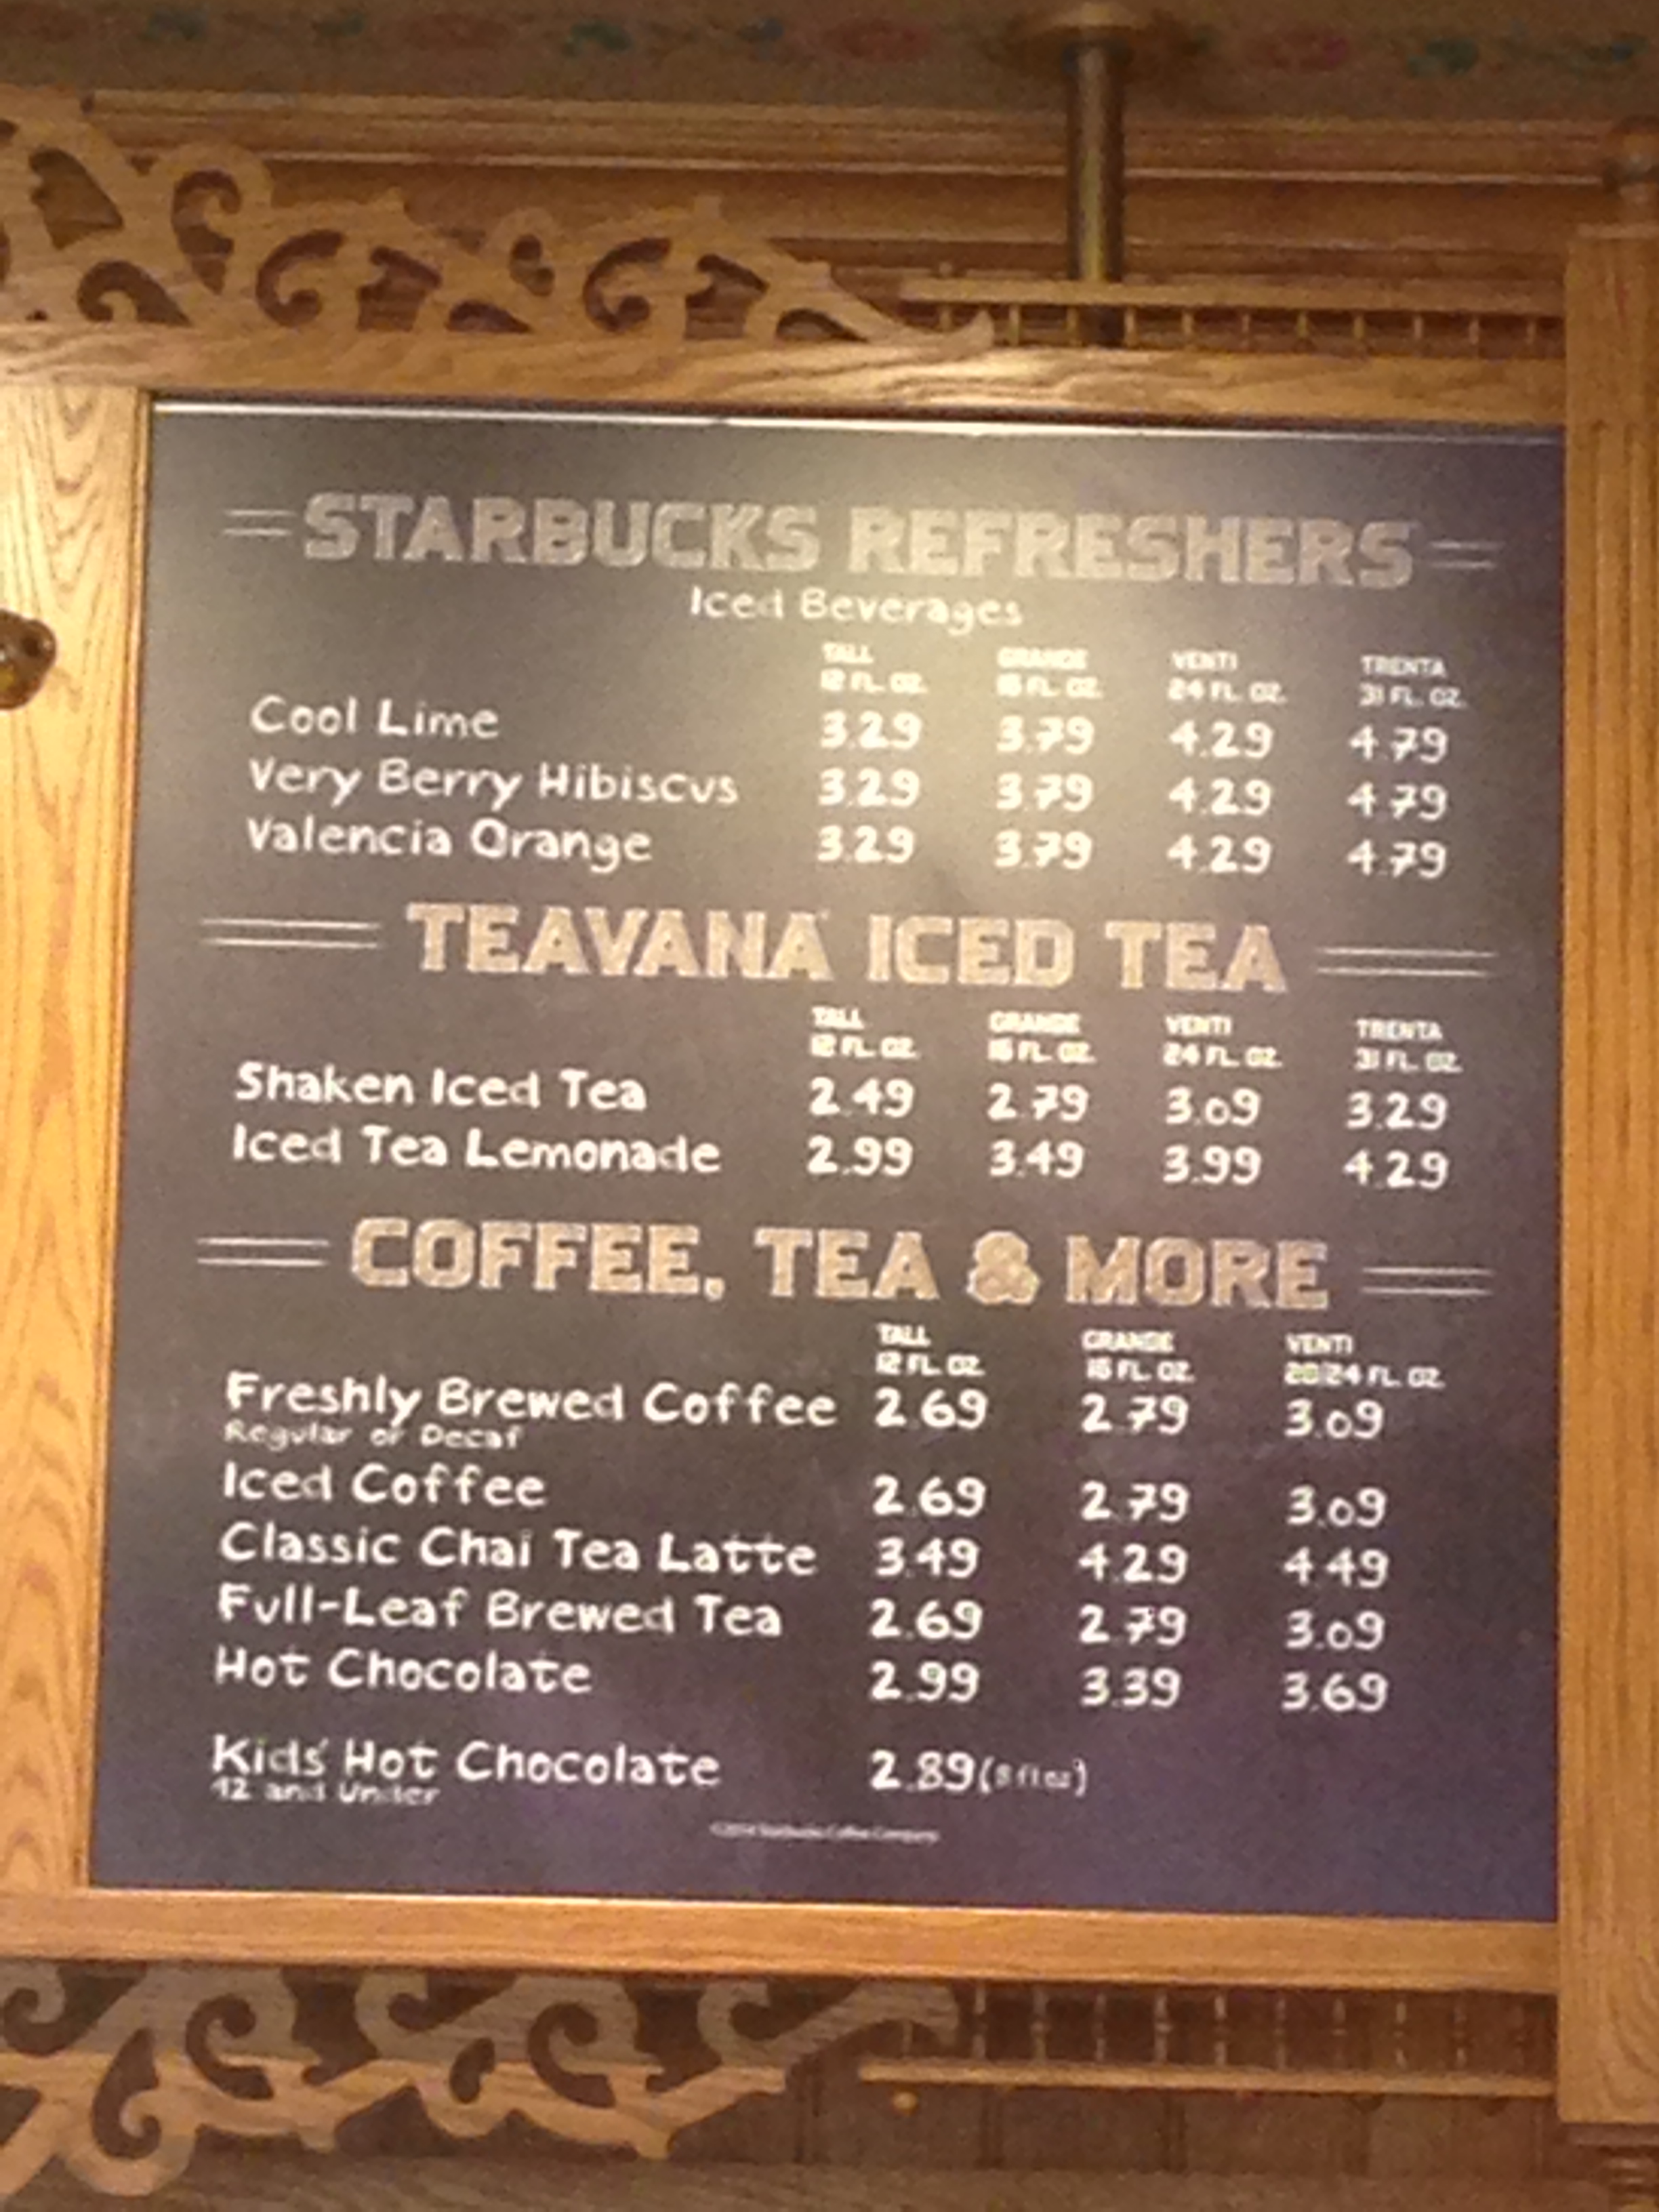 STARBUCKS REFRESHERS
Iced Beverages
TALL GRANDE VENTI TRENTA
12 FL. OZ. 16 FL. OZ. 24 FL. OZ. 31 FL. OZ.
Cool Lime 3.29 3.79 4.29 4.79
Very Berry Hibiscus 3.29 3.79 4.29 4.79
Valencia Orange 3.29 3.79 4.29 4.79
TEAVANA ICED TEA
TALL GRANDE VENTI TRENTA
12 FL. OZ. 16 FL. OZ. 24 FL. OZ. 31 FL. OZ.
Shaken Iced Tea 2.49 2.79 3.09 3.29
Iced Tea Lemonade 2.99 3.49 3.99 4.29
COFFEE, TEA & MORE
TALL GRANDE VENTI
12 FL. OZ. 16 FL. OZ. 20/24 FL. OZ.
Freshly Brewed Coffee 2.69 2.79 3.09
Regular or Decaf
Iced Coffee 2.69 2.79 3.09
Classic Chai Tea Latte 3.49 4.29 4.49
Full-Leaf Brewed Tea 2.69 2.79 3.09
Hot Chocolate 2.99 3.39 3.69
Kids' Hot Chocolate 2.89 (8 fl oz)
12 and Under
©2014 Starbucks Coffee Company